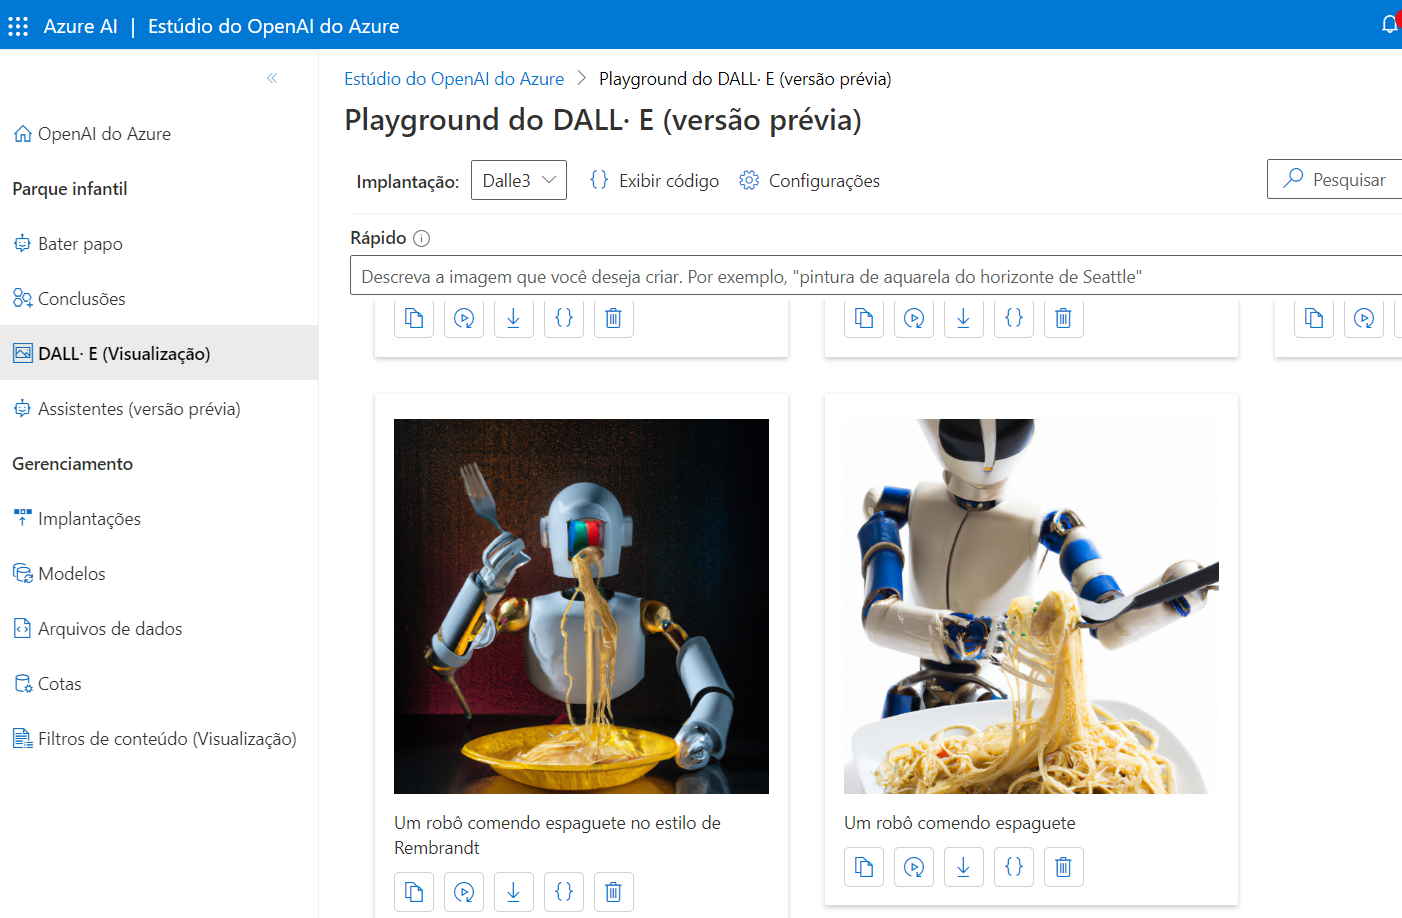 Azure AI | Estúdio do OpenAI do Azure
OpenAI do Azure
Parque infantil
Bater papo
Conclusões
DALL· E (Visualização)
Assistentes (versão prévia)
Gerenciamento
Implantações
Modelos
Arquivos de dados
Cotas
Filtros de conteúdo (Visualização)
Estúdio do OpenAI do Azure > Playground do DALL· E (versão prévia)
Playground do DALL· E (versão prévia)
Implantação: Dalle3 {} Exibir código Configurações Pesquisar
Rápido
Descreva a imagem que você deseja criar. Por exemplo, "pintura de aquarela do horizonte de Seattle"
Um robô comendo espaguete no estilo de
Rembrandt
Um robô comendo espaguete